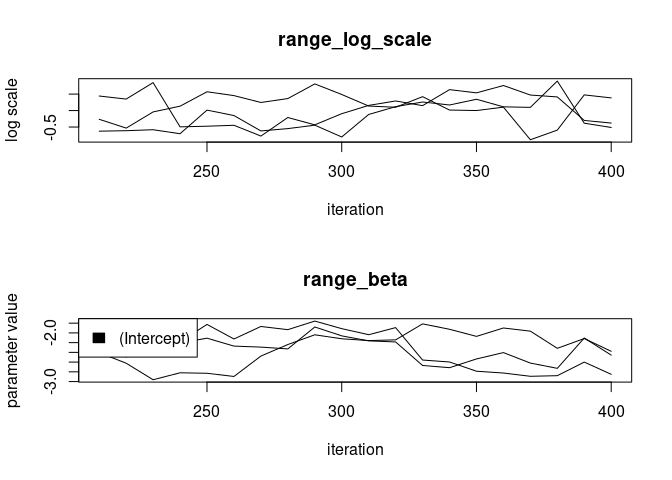 range_log_scale
log scale
-0.5
250 300 350 400
iteration
range_beta
parameter value
-2.0
-3.0
(Intercept)
250 300 350 400
iteration